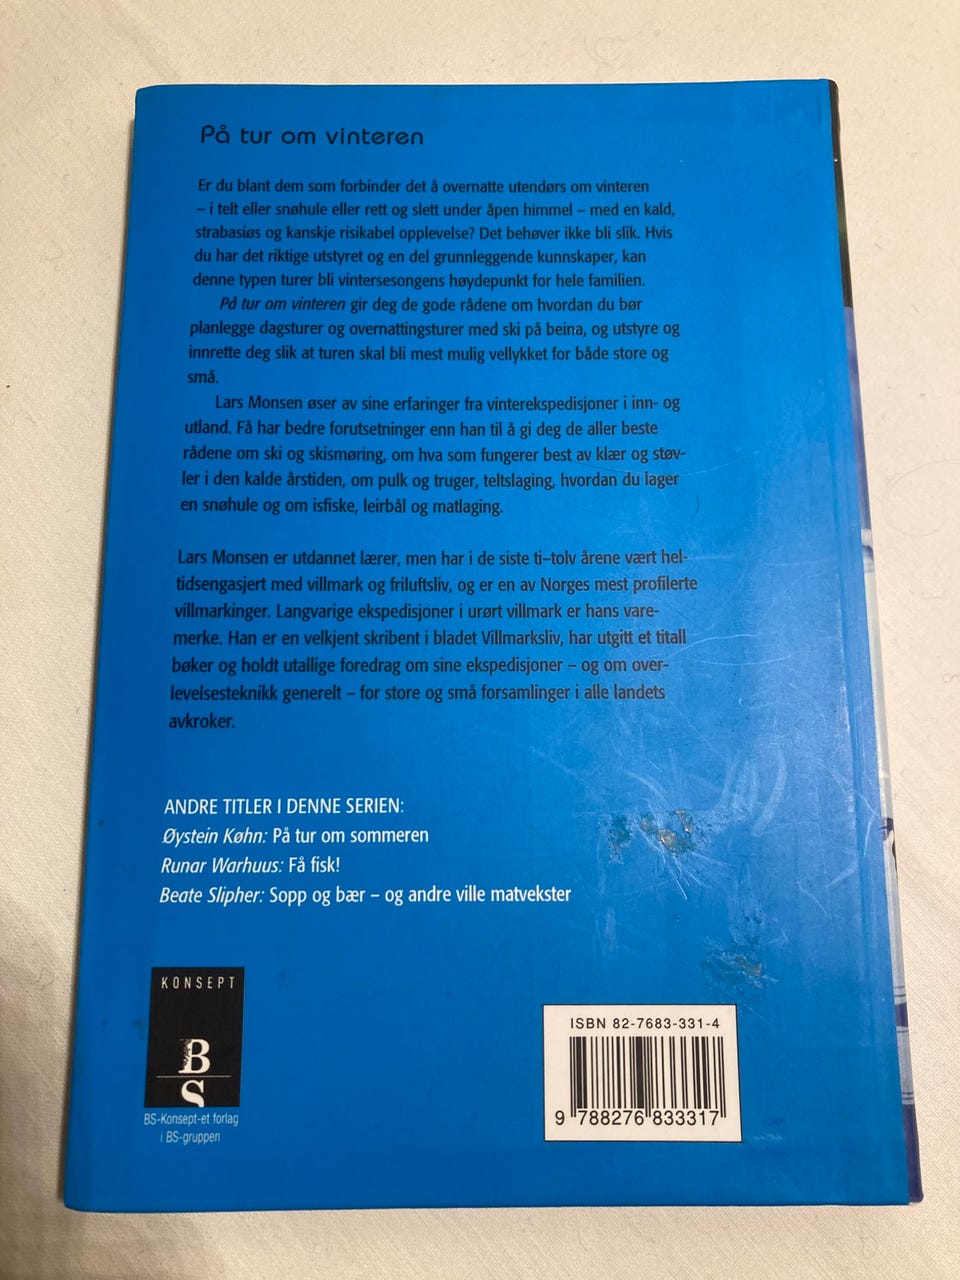 På tur om vinteren
Er du blant dem som forbinder det å overnatte utendørs om vinteren
– i telt eller snøhule eller rett og slett under åpen himmel – med en kald,
strabasiøs og kanskje risikabel opplevelse? Det behøver ikke bli slik. Hvis
du har det riktige utstyret og en del grunnleggende kunnskaper, kan
denne typen turer bli vintersesongens høydepunkt for hele familien.
På tur om vinteren gir deg de gode rådene om hvordan du bør
planlegge dagsturer og overnattingsturer med ski på beina, og utstyre og
innrette deg slik at turen skal bli mest mulig vellykket for både store og
små.
Lars Monsen øser av sine erfaringer fra vinterekspedisjoner i inn- og
utland. Få har bedre forutsetninger enn han til å gi deg de aller beste
rådene om ski og skismøring, om hva som fungerer best av klær og støv-
ler i den kalde årstiden, om pulk og truger, teltslaging, hvordan du lager
en snøhule og om isfiske, leirbål og matlaging.
Lars Monsen er utdannet lærer, men har i de siste ti–tolv årene vært hel-
tidsengasjert med villmark og friluftsliv, og er en av Norges mest profilerte
villmarkinger. Langvarige ekspedisjoner i urørt villmark er hans vare-
merke. Han er en velkjent skribent i bladet Villmarksliv, har utgitt et titall
bøker og holdt utallige foredrag om sine ekspedisjoner – og om over-
levelsesteknikk generelt – for store og små forsamlinger i alle landets
avkroker.
ANDRE TITLER I DENNE SERIEN:
Øystein Køhn: På tur om sommeren
Runar Warhuus: Få fisk!
Beate Slipher: Sopp og bær – og andre ville matvekster
KONSEPT
B
S
BS-Konsept-et forlag
i BS-gruppen
ISBN 82-7683-331-4
9 788276 833317